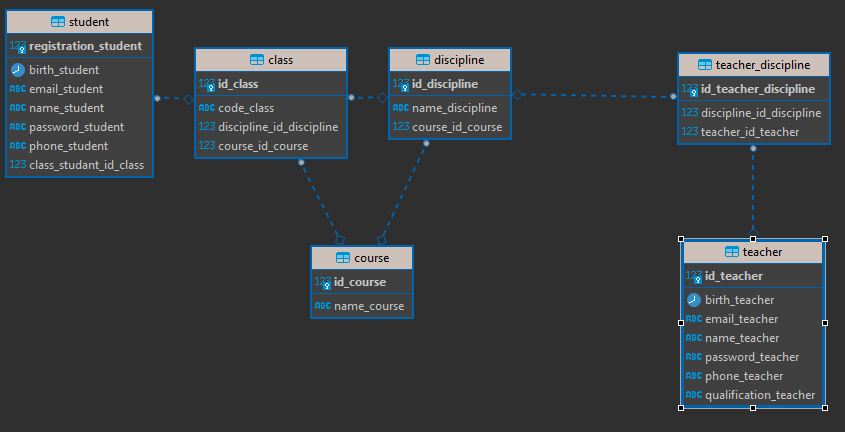 student
123 registration_student
birth_student
ABC email_student
ABC name_student
ABC password_student
ABC phone_student
123 class_studant_id_class
class
123 id_class
ABC code_class
123 discipline_id_discipline
123 course_id_course
discipline
123 id_discipline
ABC name_discipline
123 course_id_course
teacher_discipline
123 id_teacher_discipline
123 discipline_id_discipline
123 teacher_id_teacher
course
123 id_course
ABC name_course
teacher
123 id_teacher
birth_teacher
ABC email_teacher
ABC name_teacher
ABC password_teacher
ABC phone_teacher
ABC qualification_teacher